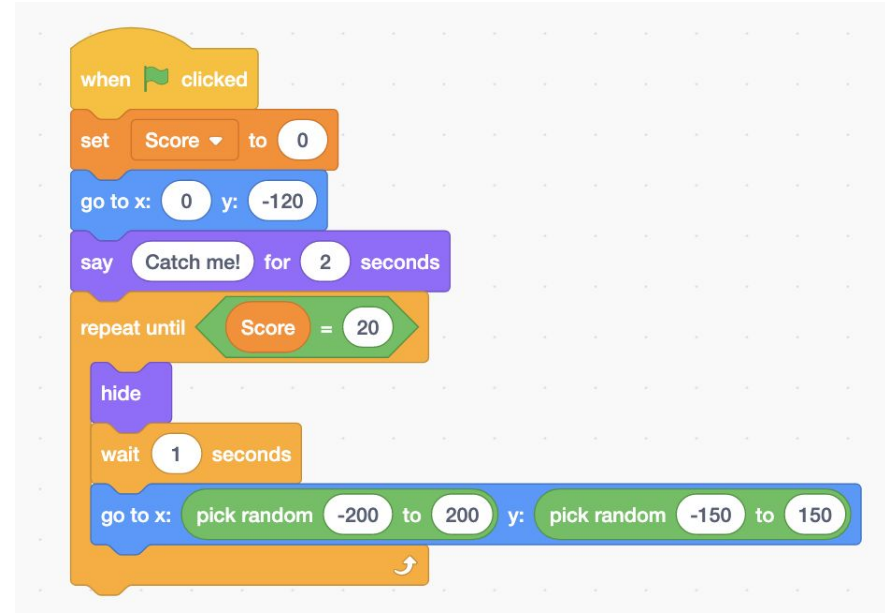 when clicked
set Score to 0
go to x: 0 y: -120
say Catch me! for 2 seconds
repeat until Score = 20
hide
wait 1 seconds
go to x: pick random -200 to 200 y: pick random -150 to 150